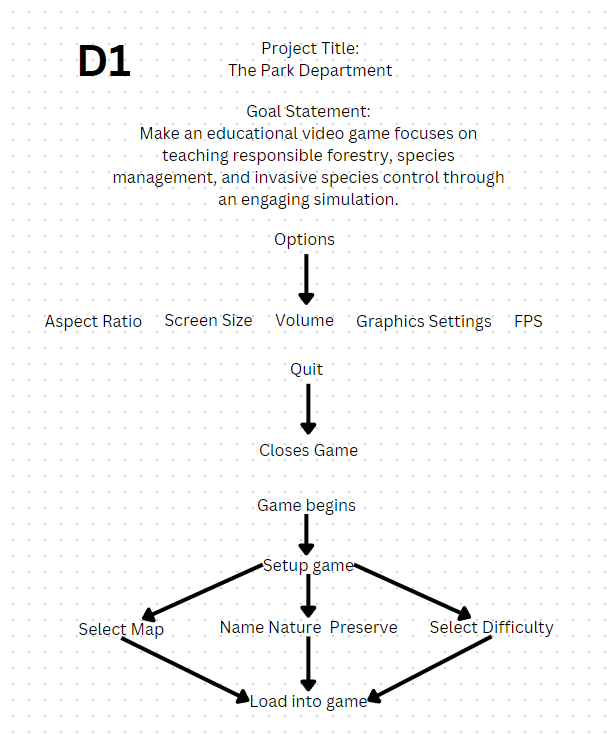 D1
Project Title:
The Park Department
Goal Statement:
Make an educational video game focuses on
teaching responsible forestry, species
management, and invasive species control through
an engaging simulation.
Options
Aspect Ratio Screen Size Volume Graphics Settings FPS
Quit
Closes Game
Game begins
Setup game
Select Map Name Nature Preserve Select Difficulty
Load into game